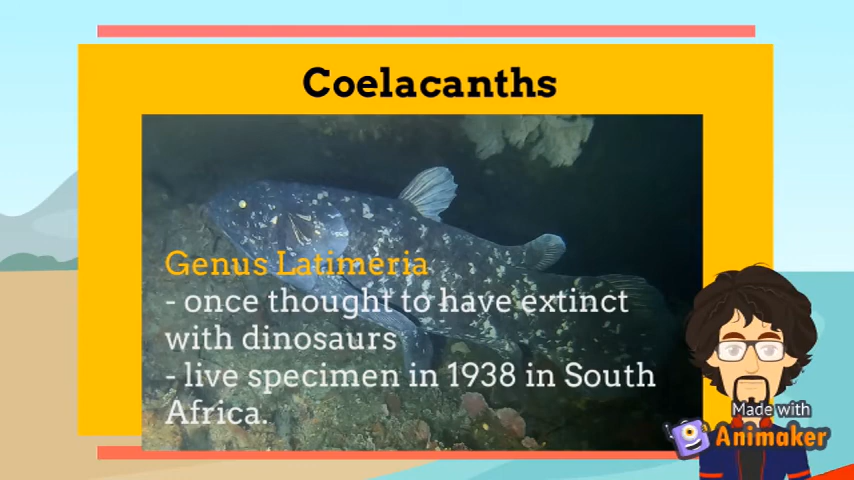 Coelacanths
Genus Latimeria
- once thought to have extinct
with dinosaurs
- live specimen in 1938 in South
Africa.
Made with
Animaker